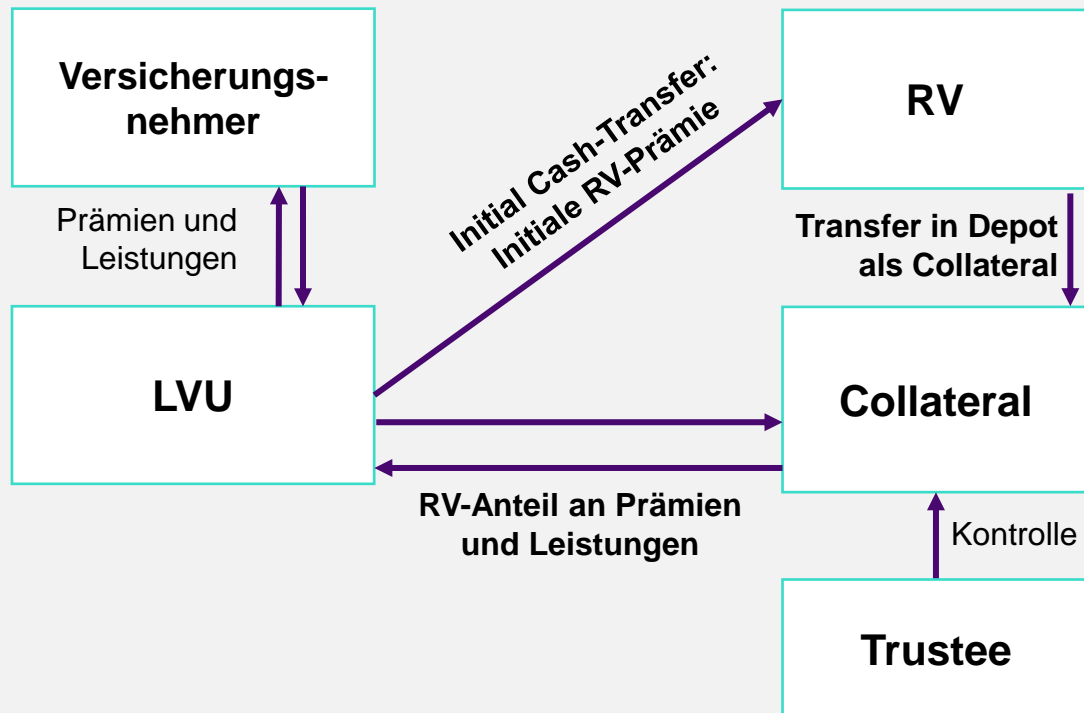 Versicherungs-
nehmer
RV
Initial Cash-Transfer:
Initiale RV-Prämie
Prämien und
Leistungen
Transfer in Depot
als Collateral
LVU
Collateral
RV-Anteil an Prämien
und Leistungen
Kontrolle
Trustee